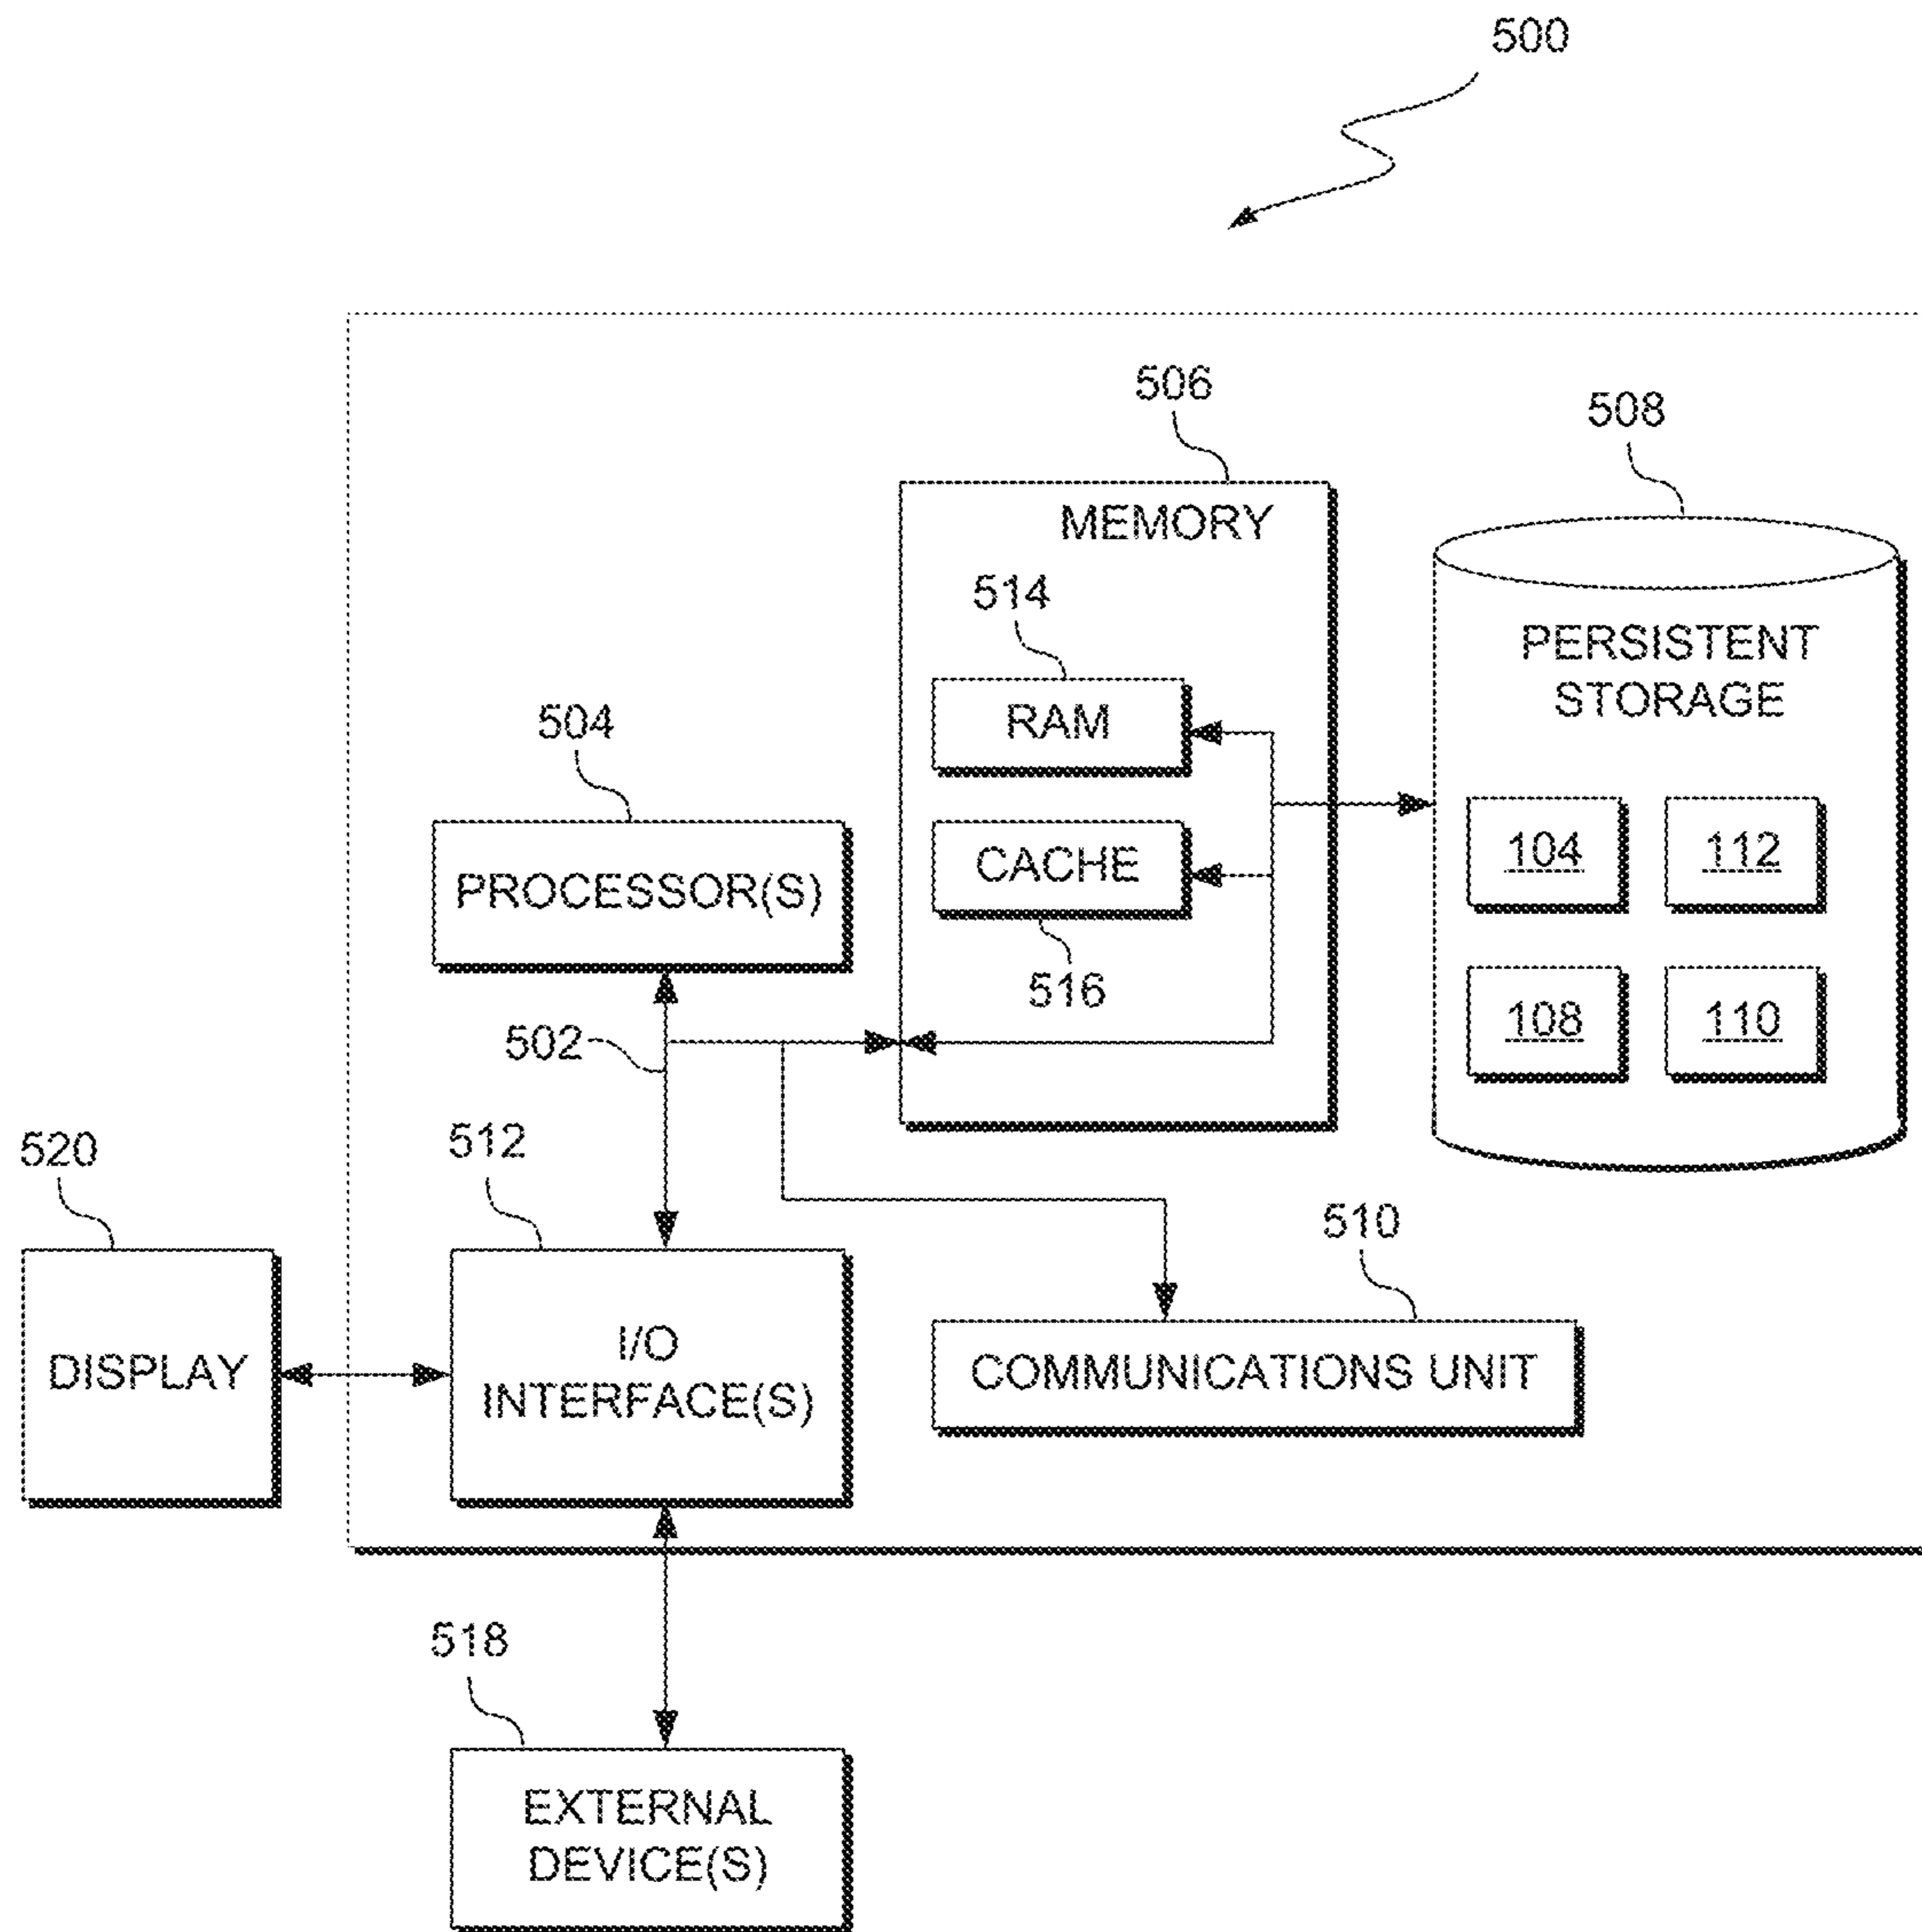 500
506
508
MEMORY
514
PERSISTENT
STORAGE
RAM
504
CACHE
104
112
PROCESSOR(S)
516
108
110
502
520
512
510
DISPLAY
I/O
INTERFACE(S)
COMMUNICATIONS UNIT
518
EXTERNAL
DEVICE(S)